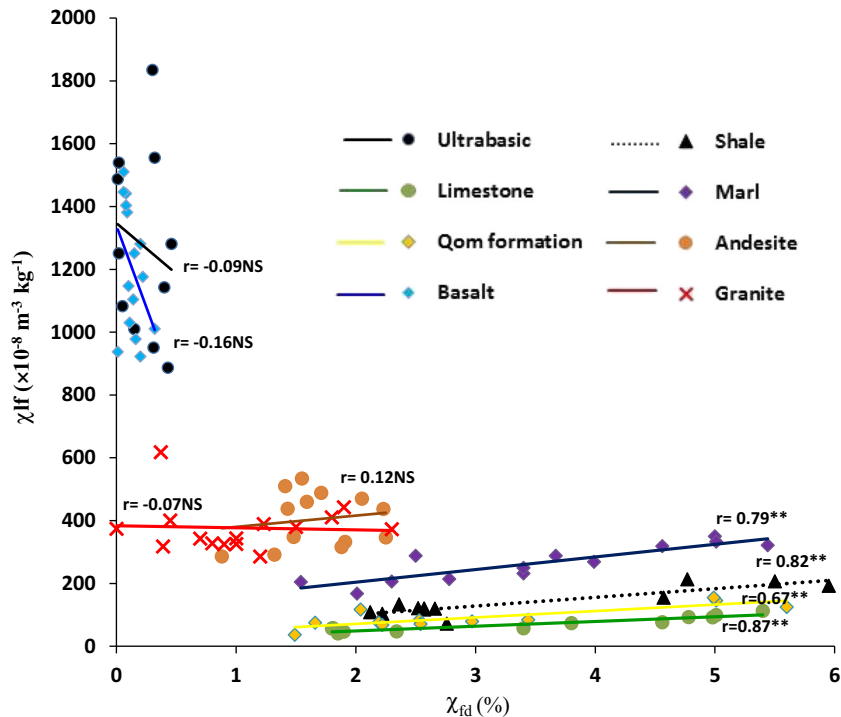 2000
1800
1600
1400
1200
1000
800
600
400
200
0
χlf (×10⁻⁸ m⁻³ kg⁻¹)
Ultrabasic
Shale
Limestone
Marl
Qom formation
Andesite
Basalt
Granite
r= -0.09NS
r= -0.16NS
r= 0.12NS
r= -0.07NS
r= 0.79**
r= 0.82**
r=0.67**
r=0.87**
0 1 2 3 4 5 6
χfd (%)